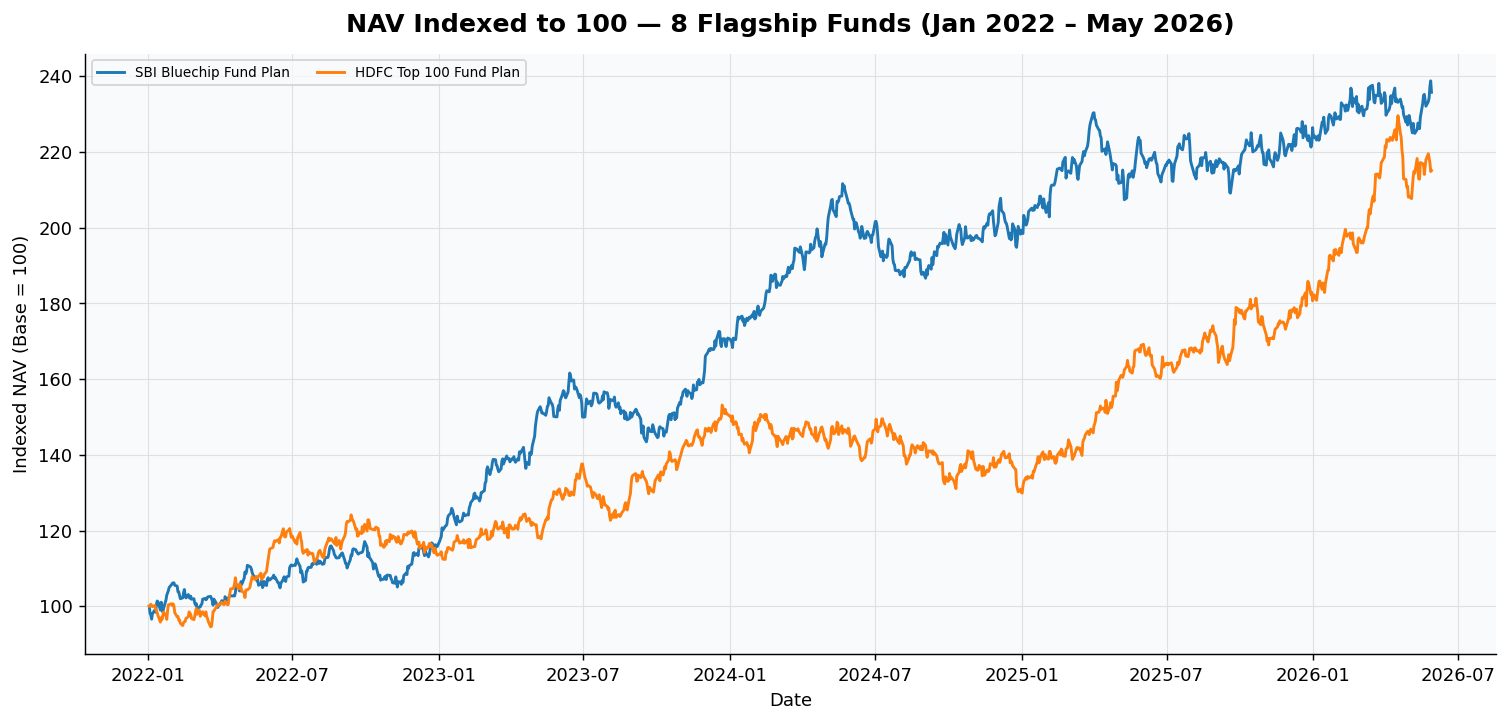 NAV Indexed to 100 — 8 Flagship Funds (Jan 2022 – May 2026)
SBI Bluechip Fund Plan HDFC Top 100 Fund Plan
Indexed NAV (Base = 100)
240
220
200
180
160
140
120
100
2022-01 2022-07 2023-01 2023-07 2024-01 2024-07 2025-01 2025-07 2026-01 2026-07
Date